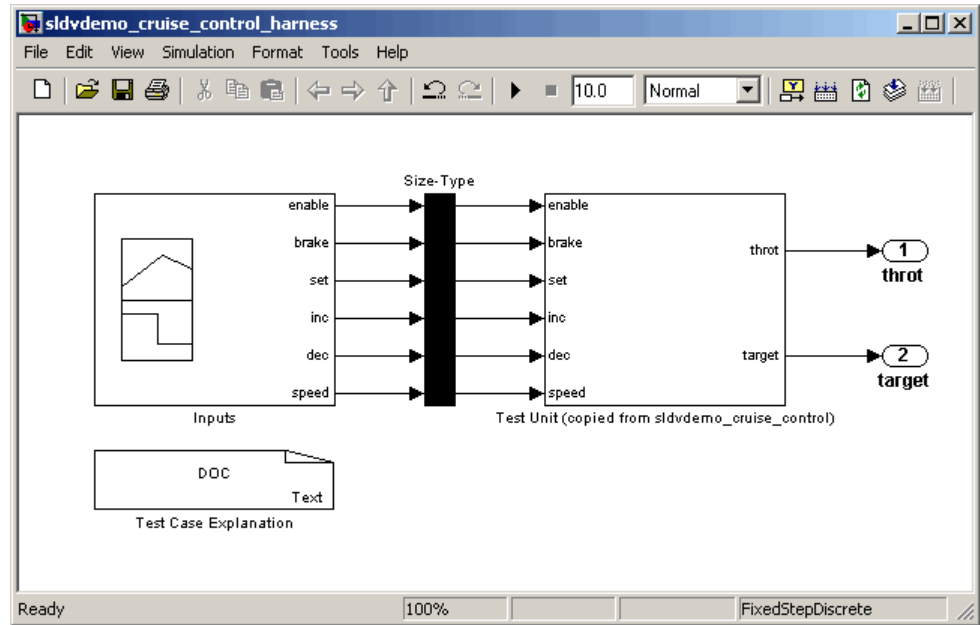 sldvdemo_cruise_control_harness
File Edit View Simulation Format Tools Help
10.0 Normal
Size-Type
enable
brake
set
inc
dec
speed
Inputs
enable
brake
set
inc
dec
speed
throt
target
Test Unit (copied from sldvdemo_cruise_control)
1
throt
2
target
DOC
Text
Test Case Explanation
Ready 100% FixedStepDiscrete